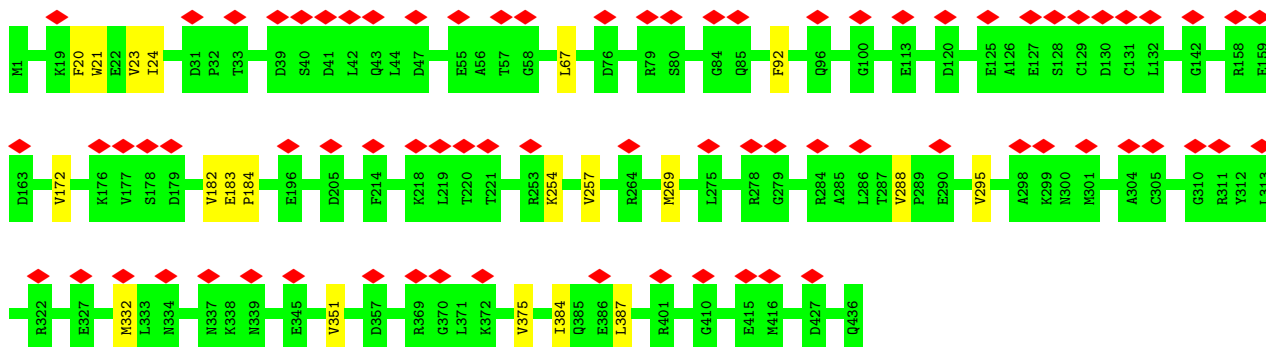 M1 K19 F20 W21 E22 V23 I24 D31 P32 T33 D39 S40 D41 L42 Q43 L44 D47 E55 A56 T57 G58 L67 D76 R79 S80 G84 Q85 F92 Q96 G100 E113 D120 E125 A126 E127 S128 C129 D130 C131 L132 G142 R158 E159
D163 V172 K176 V177 S178 D179 V182 E183 P184 E196 D205 F214 K218 L219 T220 T221 R253 K254 V257 R264 M269 L275 R278 G279 R284 A285 L286 T287 V288 P289 E290 V295 A298 K299 N300 M301 A304 C305 G310 R311 Y312 L313
R322 E327 M332 L333 N334 N337 K338 N339 E345 V351 D357 R369 G370 L371 K372 V375 I384 Q385 E386 L387 R401 G410 E415 M416 D427 Q436